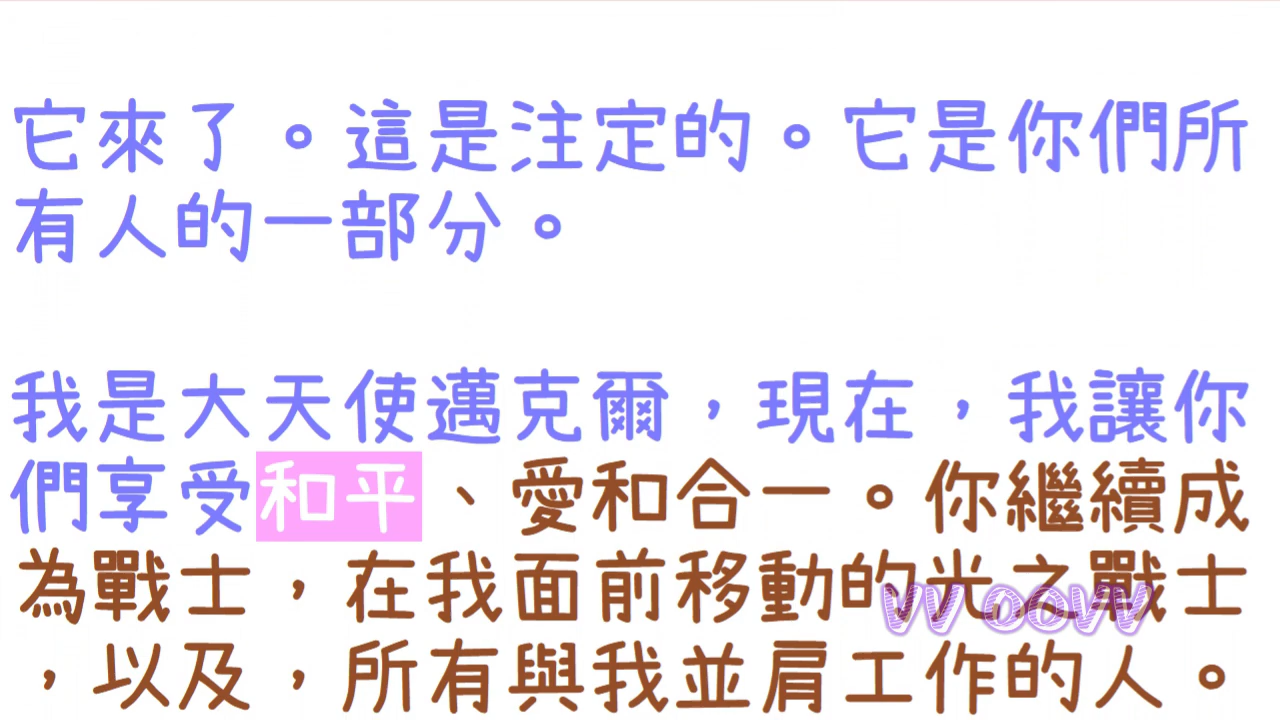 它來了。這是注定的。它是你們所
有人的一部分。
我是大天使邁克爾，現在，我讓你
們享受和平、愛和合一。你繼續成
為戰士，在我面前移動的光之戰士
，以及，所有與我並肩工作的人。
vv oovv